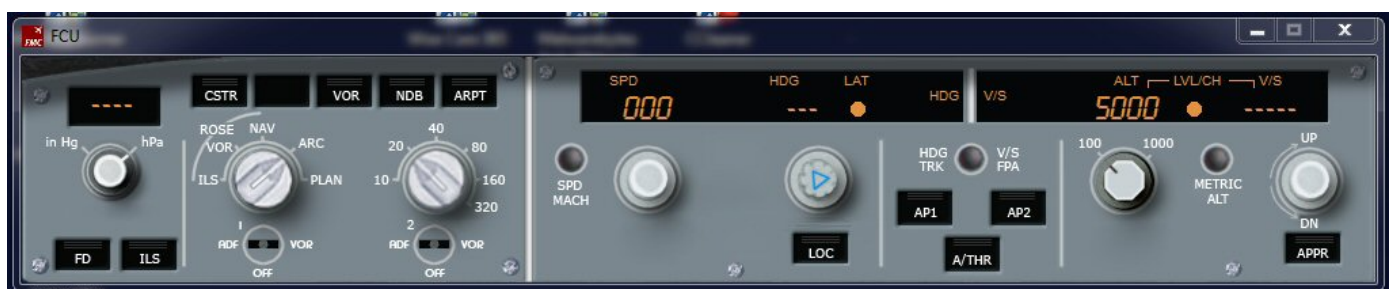 FMC FCU
----
in Hg hPa
FD ILS
CSTR VOR NDB ARPT
ROSE NAV
VOR ARC
ILS PLAN
40
20 80
10 160
320
1
ADF VOR
OFF
2
ADF VOR
OFF
SPD HDG LAT
000 ---
HDG V/S
ALT LVL/CH V/S
5000 -----
SPD
MACH
LOC
HDG V/S
TRK FPA
AP1 AP2
A/THR
100 1000
METRIC
ALT
UP
DN
APPR